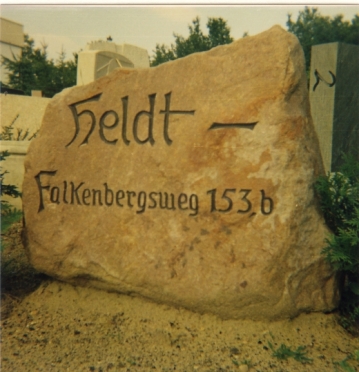 Heldt –
Falkenbergsweg 153,b